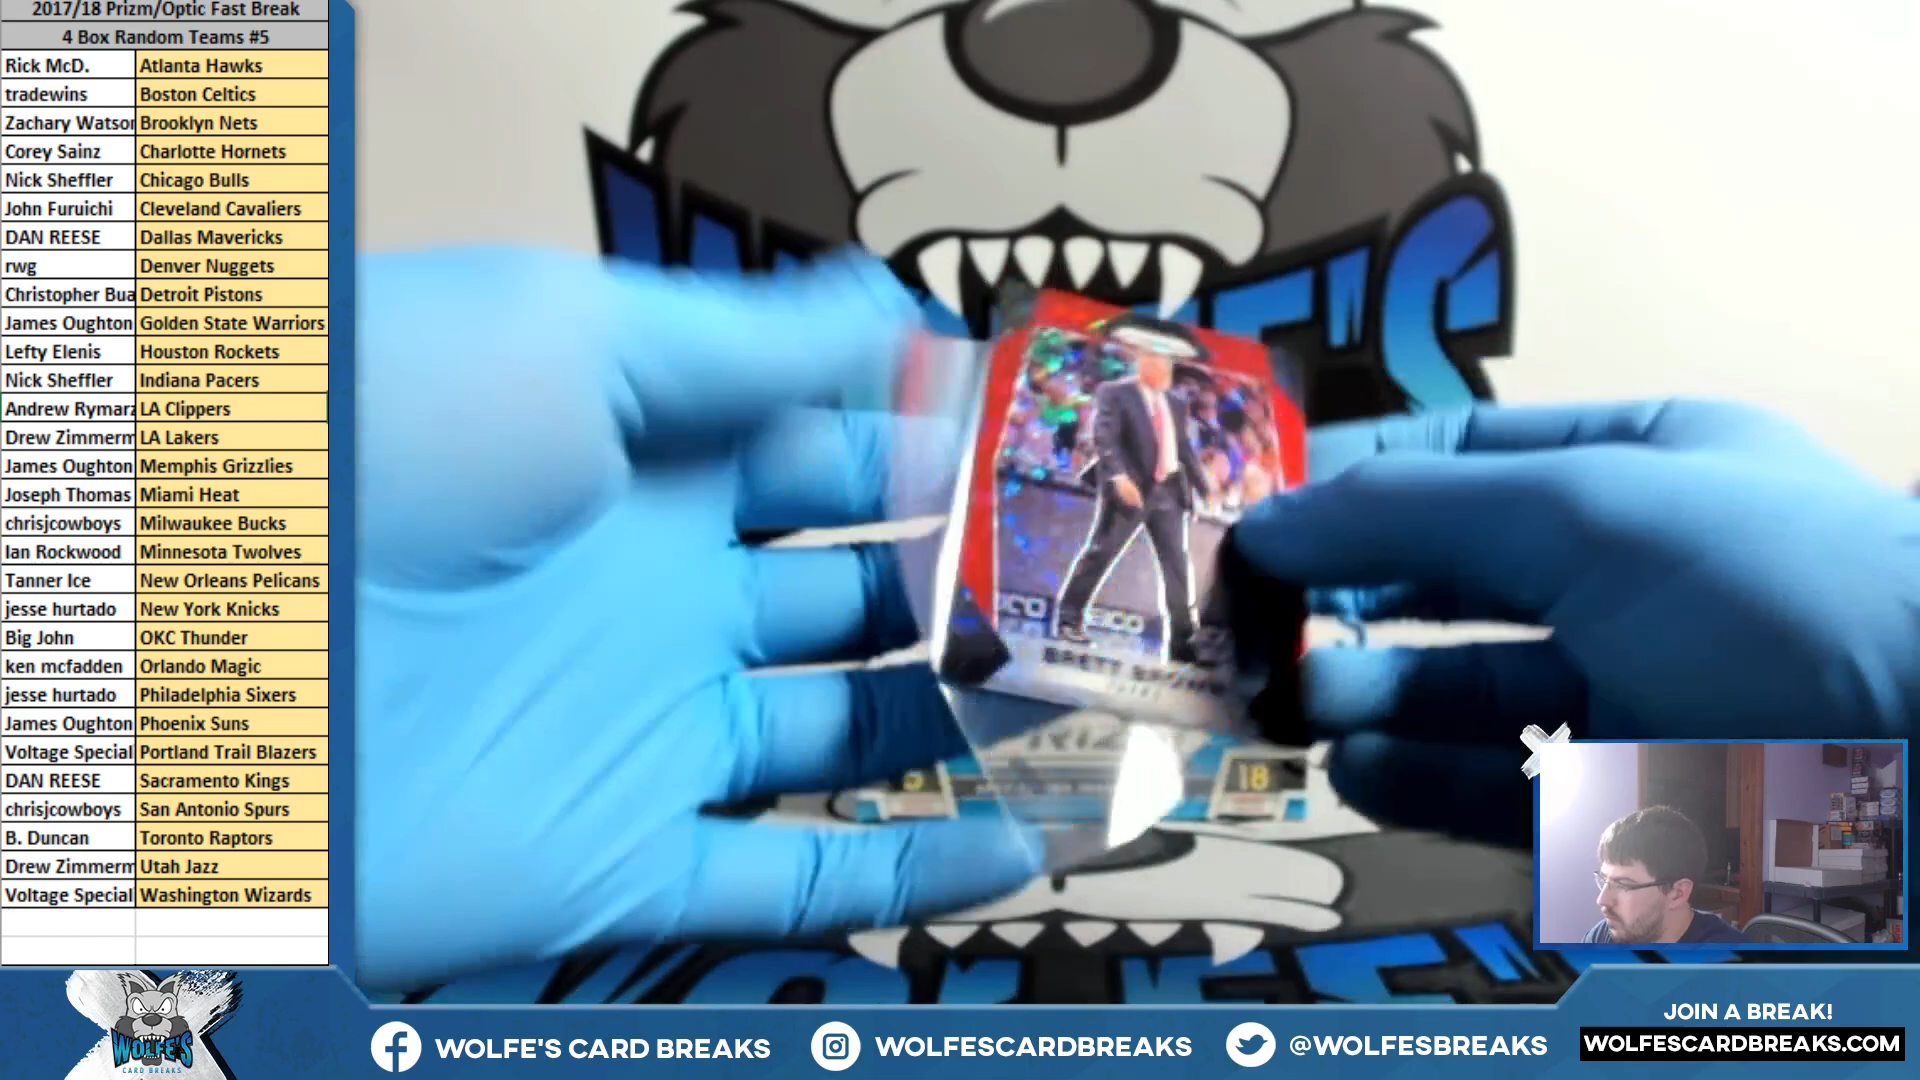 2017/18 Prizm/Optic Fast Break
4 Box Random Teams #5
Rick McD. Atlanta Hawks
tradewins Boston Celtics
Zachary Watson Brooklyn Nets
Corey Sainz Charlotte Hornets
Nick Sheffler Chicago Bulls
John Furuichi Cleveland Cavaliers
DAN REESE Dallas Mavericks
rwg Denver Nuggets
Christopher Bua Detroit Pistons
James Oughton Golden State Warriors
Lefty Elenis Houston Rockets
Nick Sheffler Indiana Pacers
Andrew Rymarz LA Clippers
Drew Zimmerm LA Lakers
James Oughton Memphis Grizzlies
Joseph Thomas Miami Heat
chrisjcowboys Milwaukee Bucks
Ian Rockwood Minnesota Twolves
Tanner Ice New Orleans Pelicans
jesse hurtado New York Knicks
Big John OKC Thunder
ken mcfadden Orlando Magic
jesse hurtado Philadelphia Sixers
James Oughton Phoenix Suns
Voltage Special Portland Trail Blazers
DAN REESE Sacramento Kings
chrisjcowboys San Antonio Spurs
B. Duncan Toronto Raptors
Drew Zimmerm Utah Jazz
Voltage Special Washington Wizards
BRETT BROWN
18
WOLFE'S
CARD BREAKS
WOLFE'S CARD BREAKS
WOLFESCARDBREAKS
@WOLFESBREAKS
JOIN A BREAK!
WOLFESCARDBREAKS.COM